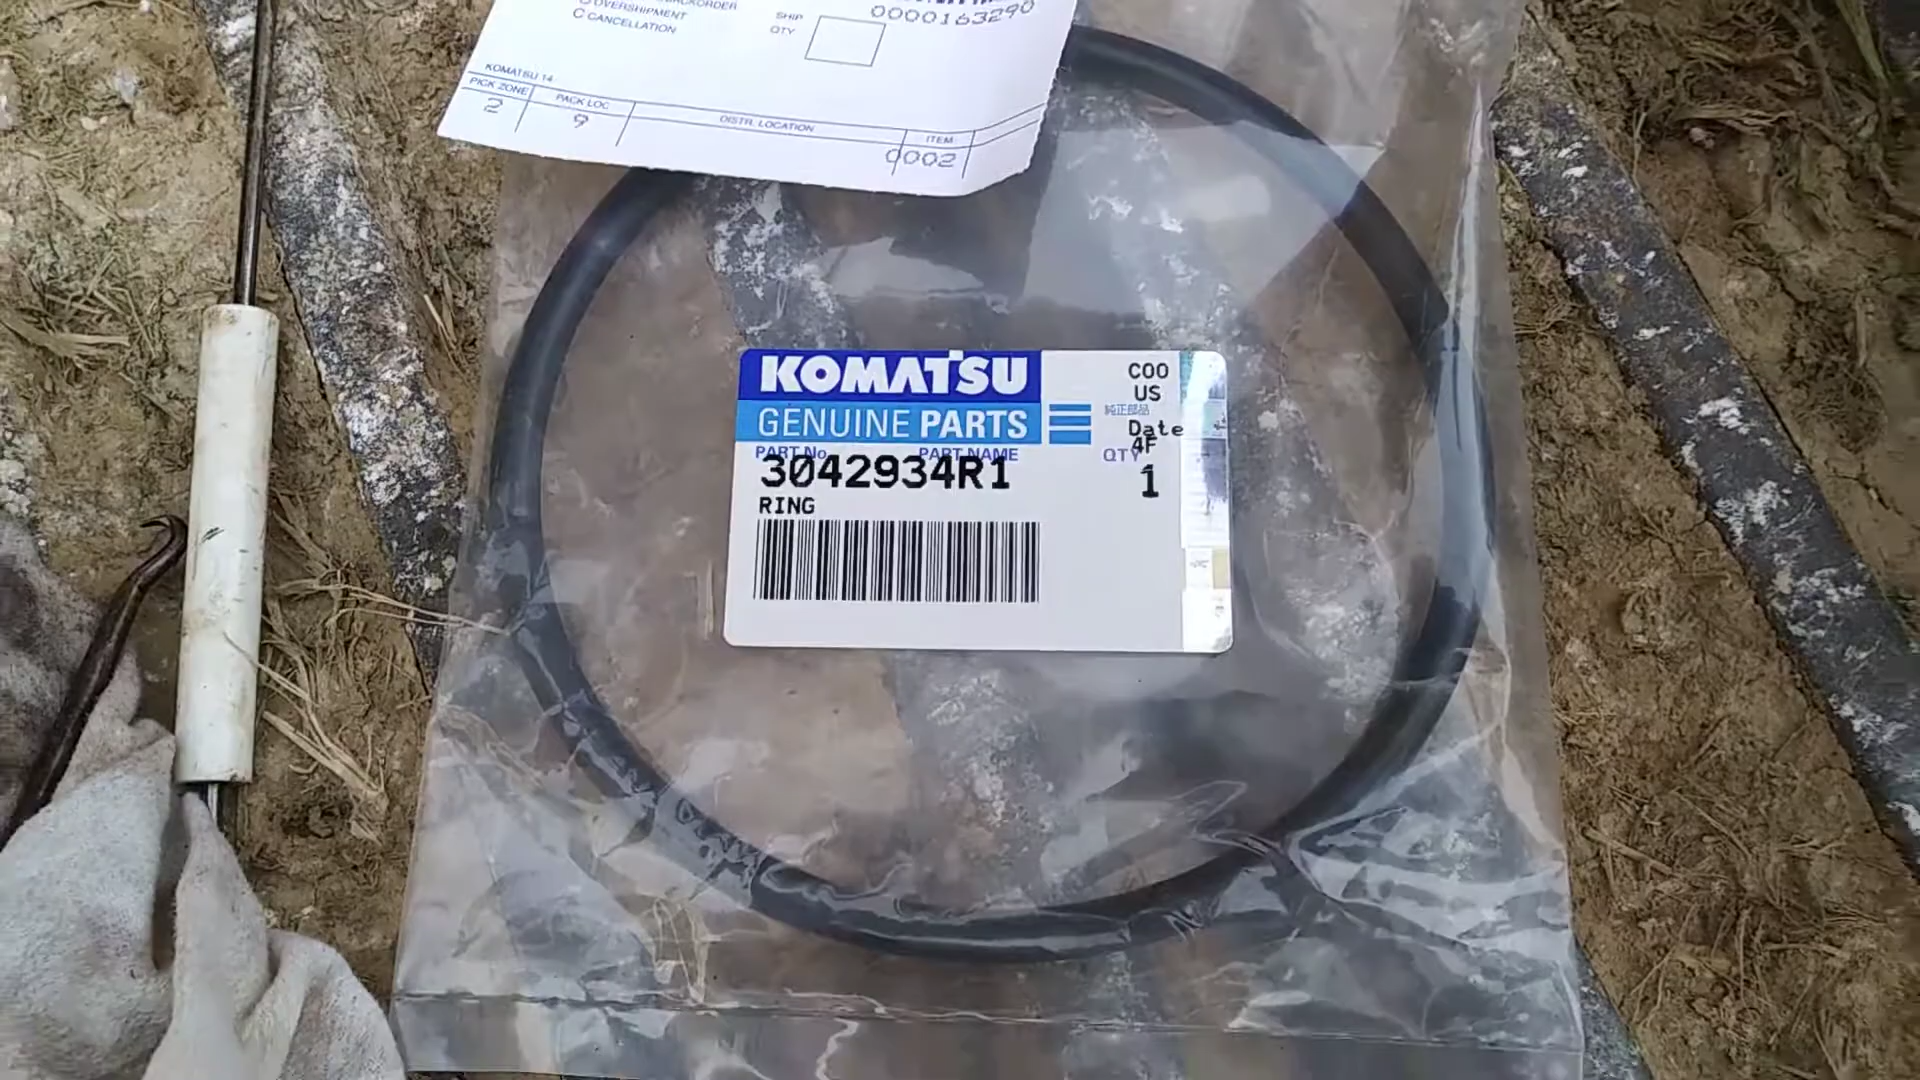 OVERSHIPMENT
C CANCELLATION
SHIP
QTY
0000163290
KOMATSU 14
PICK ZONE
PACK LOC
DISTR. LOCATION
ITEM
2
9
0002
KOMATSU
GENUINE PARTS
COO
US
純正部品
Date
4F
PART No
PART NAME
QTY
3042934R1
1
RING